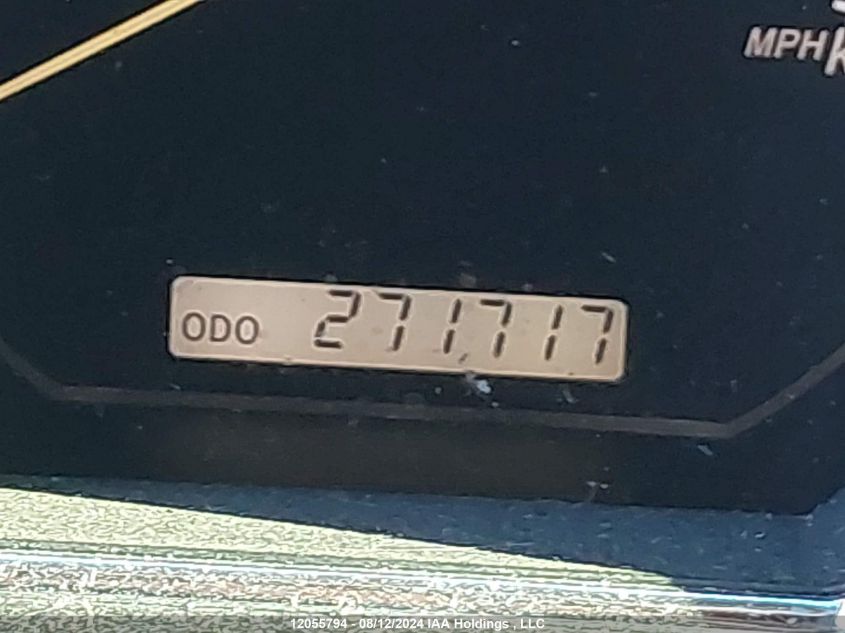 MPH
ODO 271717
12055794 - 08/12/2024 IAA Holdings , LLC